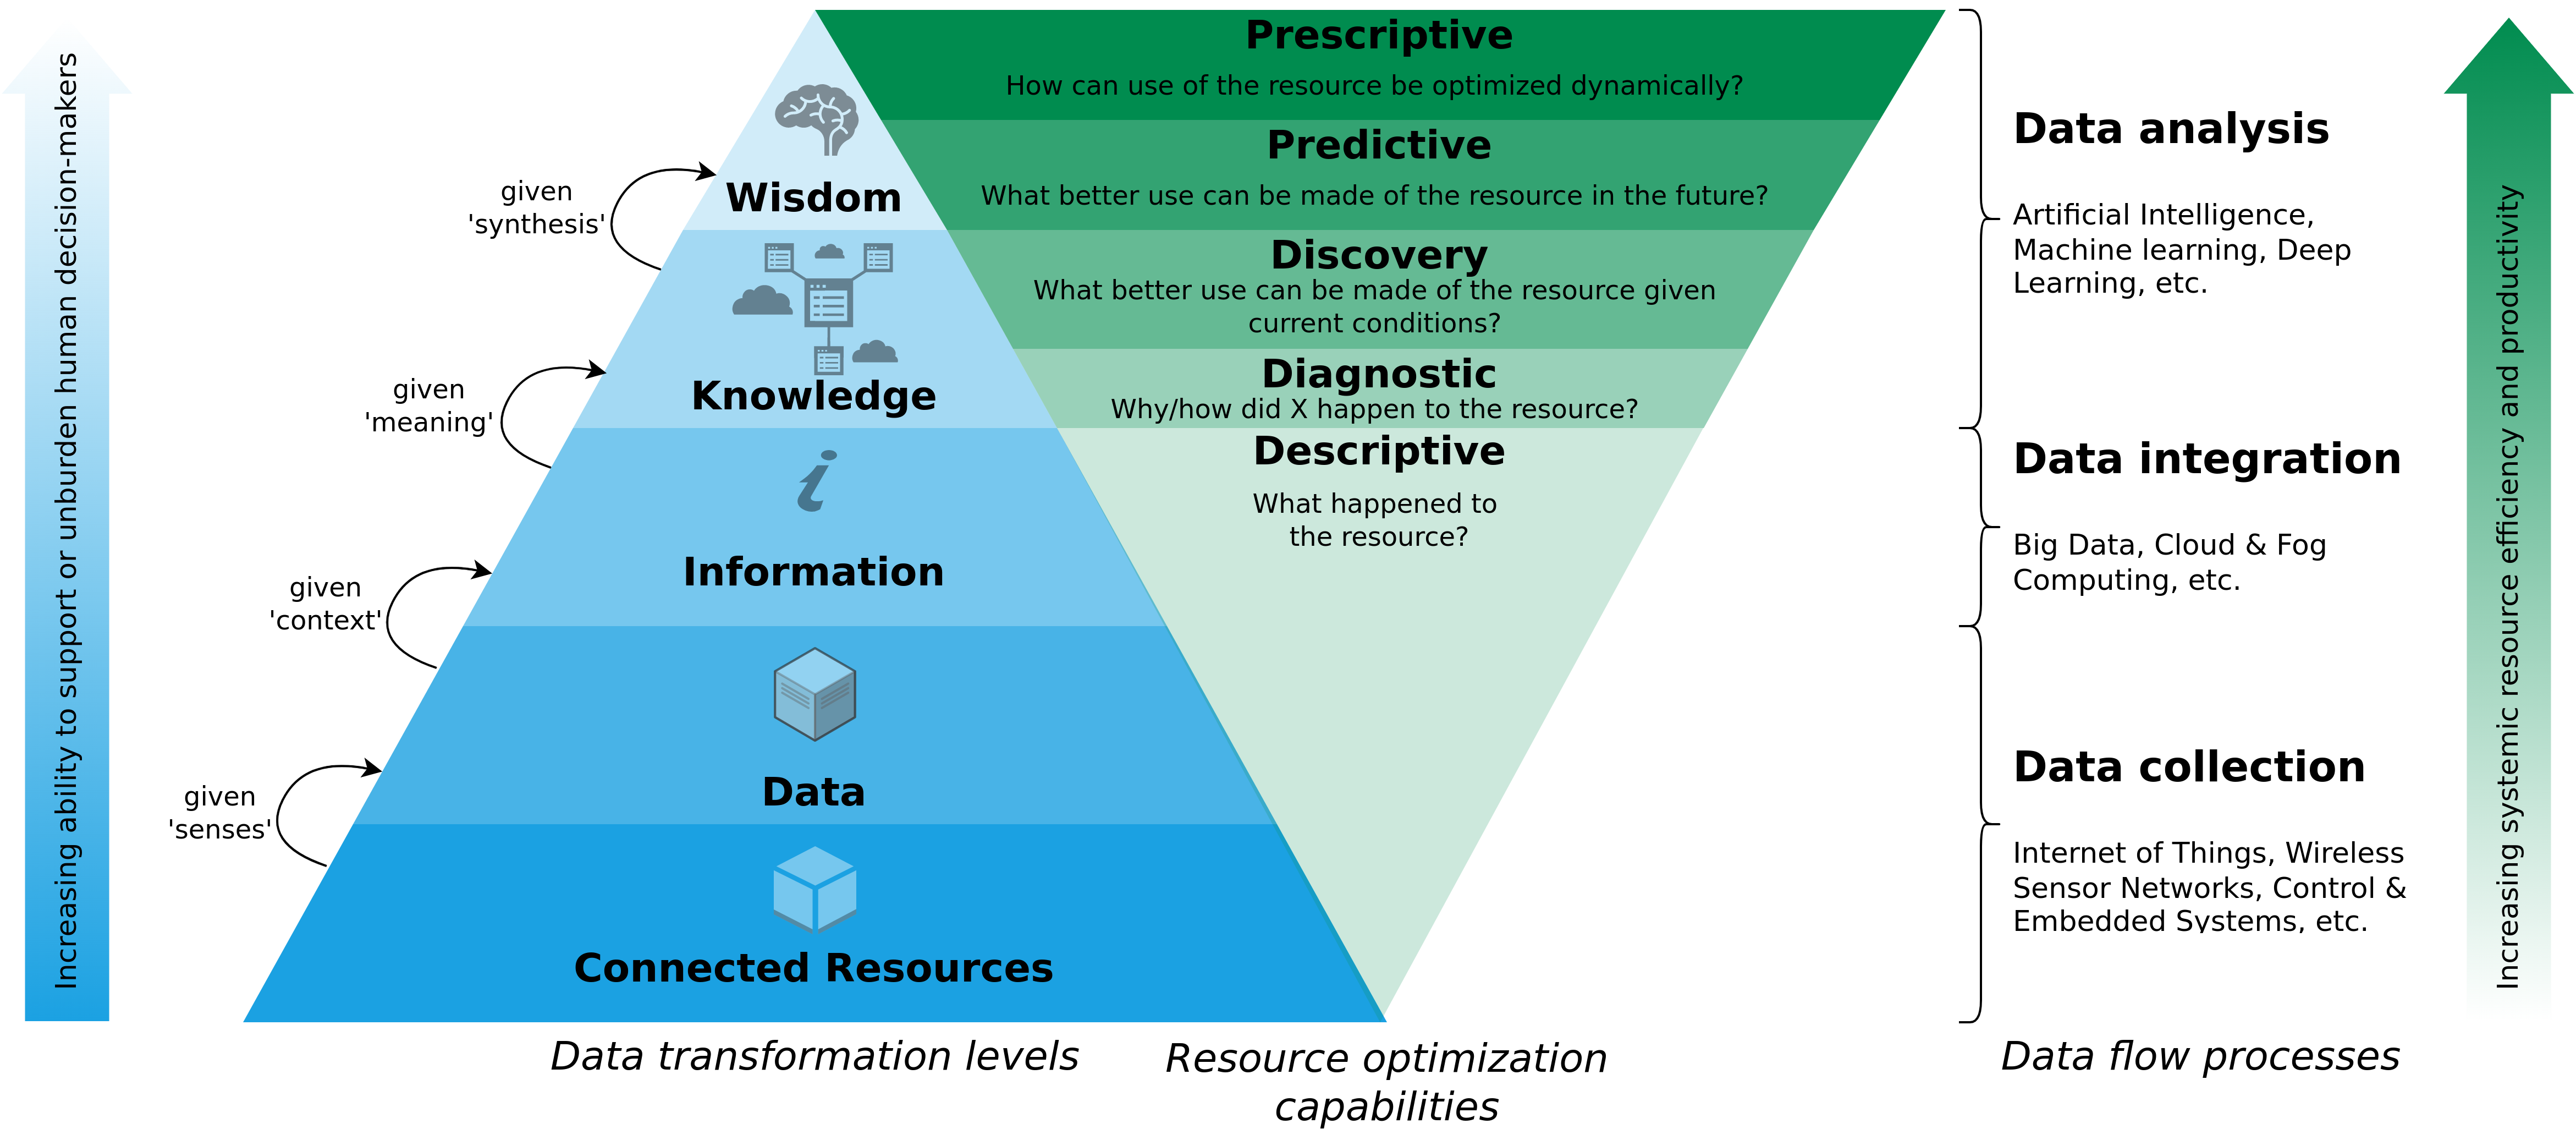 Increasing ability to support or unburden human decision-makers
given
'synthesis'
given
'meaning'
given
'context'
given
'senses'
Wisdom
Knowledge
Information
Data
Connected Resources
Data transformation levels
Prescriptive
How can use of the resource be optimized dynamically?
Predictive
What better use can be made of the resource in the future?
Discovery
What better use can be made of the resource given
current conditions?
Diagnostic
Why/how did X happen to the resource?
Descriptive
What happened to
the resource?
Resource optimization
capabilities
Data analysis
Artificial Intelligence,
Machine learning, Deep
Learning, etc.
Data integration
Big Data, Cloud & Fog
Computing, etc.
Data collection
Internet of Things, Wireless
Sensor Networks, Control &
Embedded Systems, etc.
Data flow processes
Increasing systemic resource efficiency and productivity